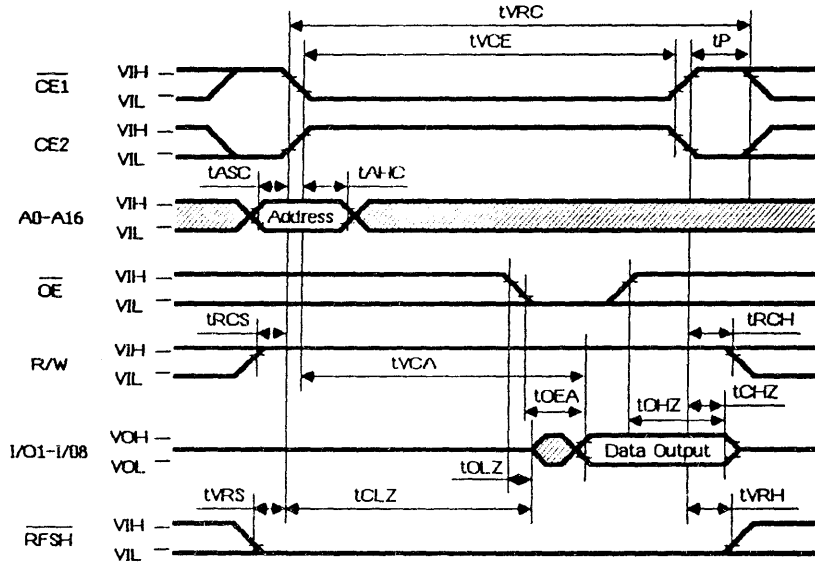 tVRC
tVCE tP
CE1 VIH
VIL
CE2 VIH
VIL
tASC tAHC
A0-A16 VIH Address
VIL
OE VIH
VIL
tRCS tRCH
R/W VIH
VIL tVCA
tOEA tOHZ tCHZ
I/O1-I/O8 VOH Data Output
VOL
tOLZ
tVRS tCLZ tVRH
RFSH VIH
VIL